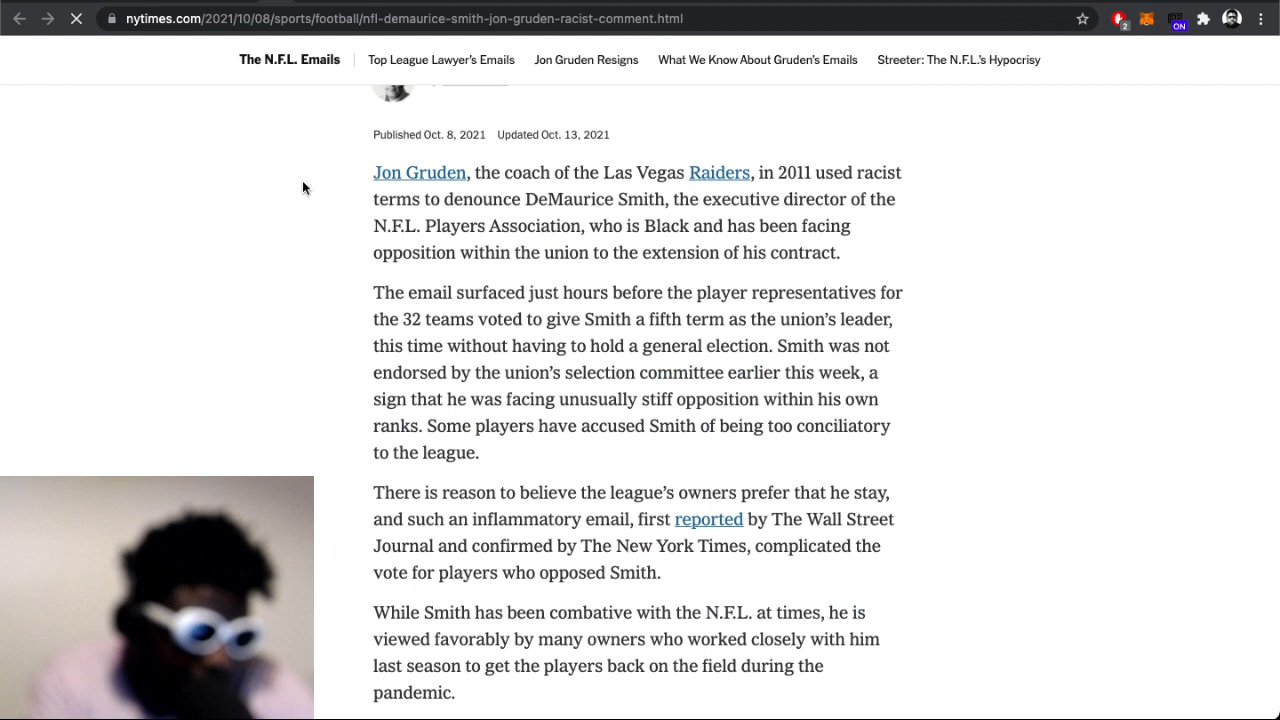 nytimes.com/2021/10/08/sports/football/nfl-demaurice-smith-jon-gruden-racist-comment.html
2
ON
The N.F.L. Emails
Top League Lawyer's Emails
Jon Gruden Resigns
What We Know About Gruden's Emails
Streeter: The N.F.L.'s Hypocrisy
Published Oct. 8, 2021 Updated Oct. 13, 2021
Jon Gruden, the coach of the Las Vegas Raiders, in 2011 used racist
terms to denounce DeMaurice Smith, the executive director of the
N.F.L. Players Association, who is Black and has been facing
opposition within the union to the extension of his contract.
The email surfaced just hours before the player representatives for
the 32 teams voted to give Smith a fifth term as the union's leader,
this time without having to hold a general election. Smith was not
endorsed by the union's selection committee earlier this week, a
sign that he was facing unusually stiff opposition within his own
ranks. Some players have accused Smith of being too conciliatory
to the league.
There is reason to believe the league's owners prefer that he stay,
and such an inflammatory email, first reported by The Wall Street
Journal and confirmed by The New York Times, complicated the
vote for players who opposed Smith.
While Smith has been combative with the N.F.L. at times, he is
viewed favorably by many owners who worked closely with him
last season to get the players back on the field during the
pandemic.